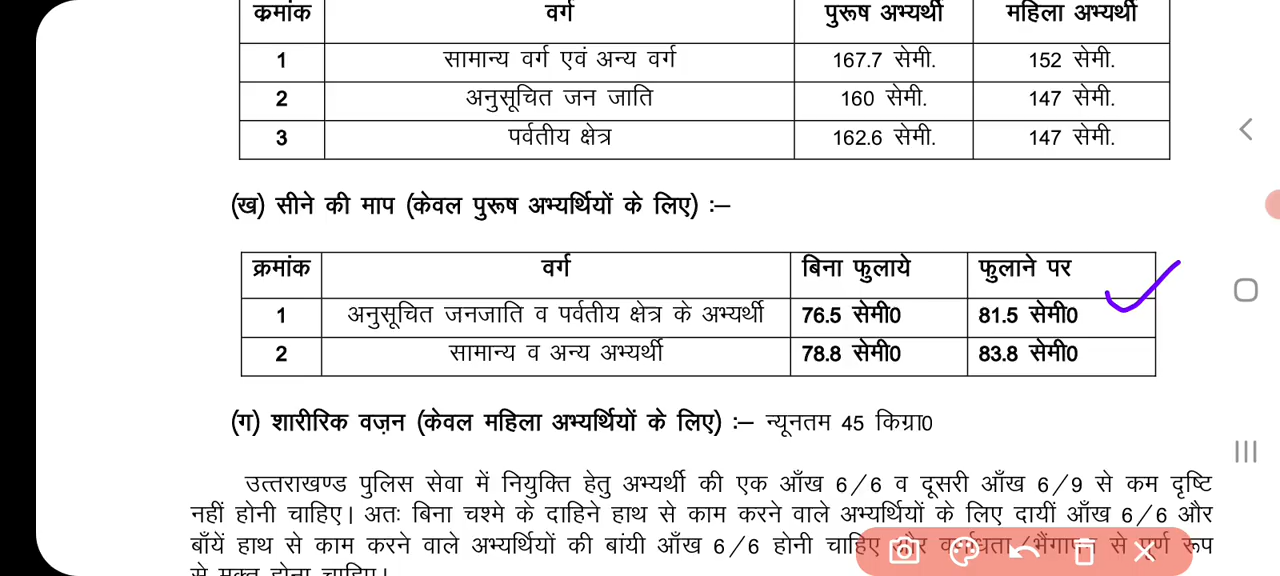 क्रमांक वर्ग पुरूष अभ्यर्थी महिला अभ्यर्थी
1 सामान्य वर्ग एवं अन्य वर्ग 167.7 सेमी. 152 सेमी.
2 अनुसूचित जन जाति 160 सेमी. 147 सेमी.
3 पर्वतीय क्षेत्र 162.6 सेमी. 147 सेमी.
(ख) सीने की माप (केवल पुरूष अभ्यर्थियों के लिए) :–
क्रमांक वर्ग बिना फुलाये फुलाने पर
1 अनुसूचित जनजाति व पर्वतीय क्षेत्र के अभ्यर्थी 76.5 सेमी0 81.5 सेमी0
2 सामान्य व अन्य अभ्यर्थी 78.8 सेमी0 83.8 सेमी0
(ग) शारीरिक वज़न (केवल महिला अभ्यर्थियों के लिए) :– न्यूनतम 45 किग्रा0
उत्तराखण्ड पुलिस सेवा में नियुक्ति हेतु अभ्यर्थी की एक आँख 6/6 व दूसरी आँख 6/9 से कम दृष्टि
नहीं होनी चाहिए। अतः बिना चश्मे के दाहिने हाथ से काम करने वाले अभ्यर्थियों के लिए दायीं आँख 6/6 और
बाँयें हाथ से काम करने वाले अभ्यर्थियों की बांयी आँख 6/6 होनी चाहिए और से पूर्ण रूप
से मुक्त होना चाहिए।